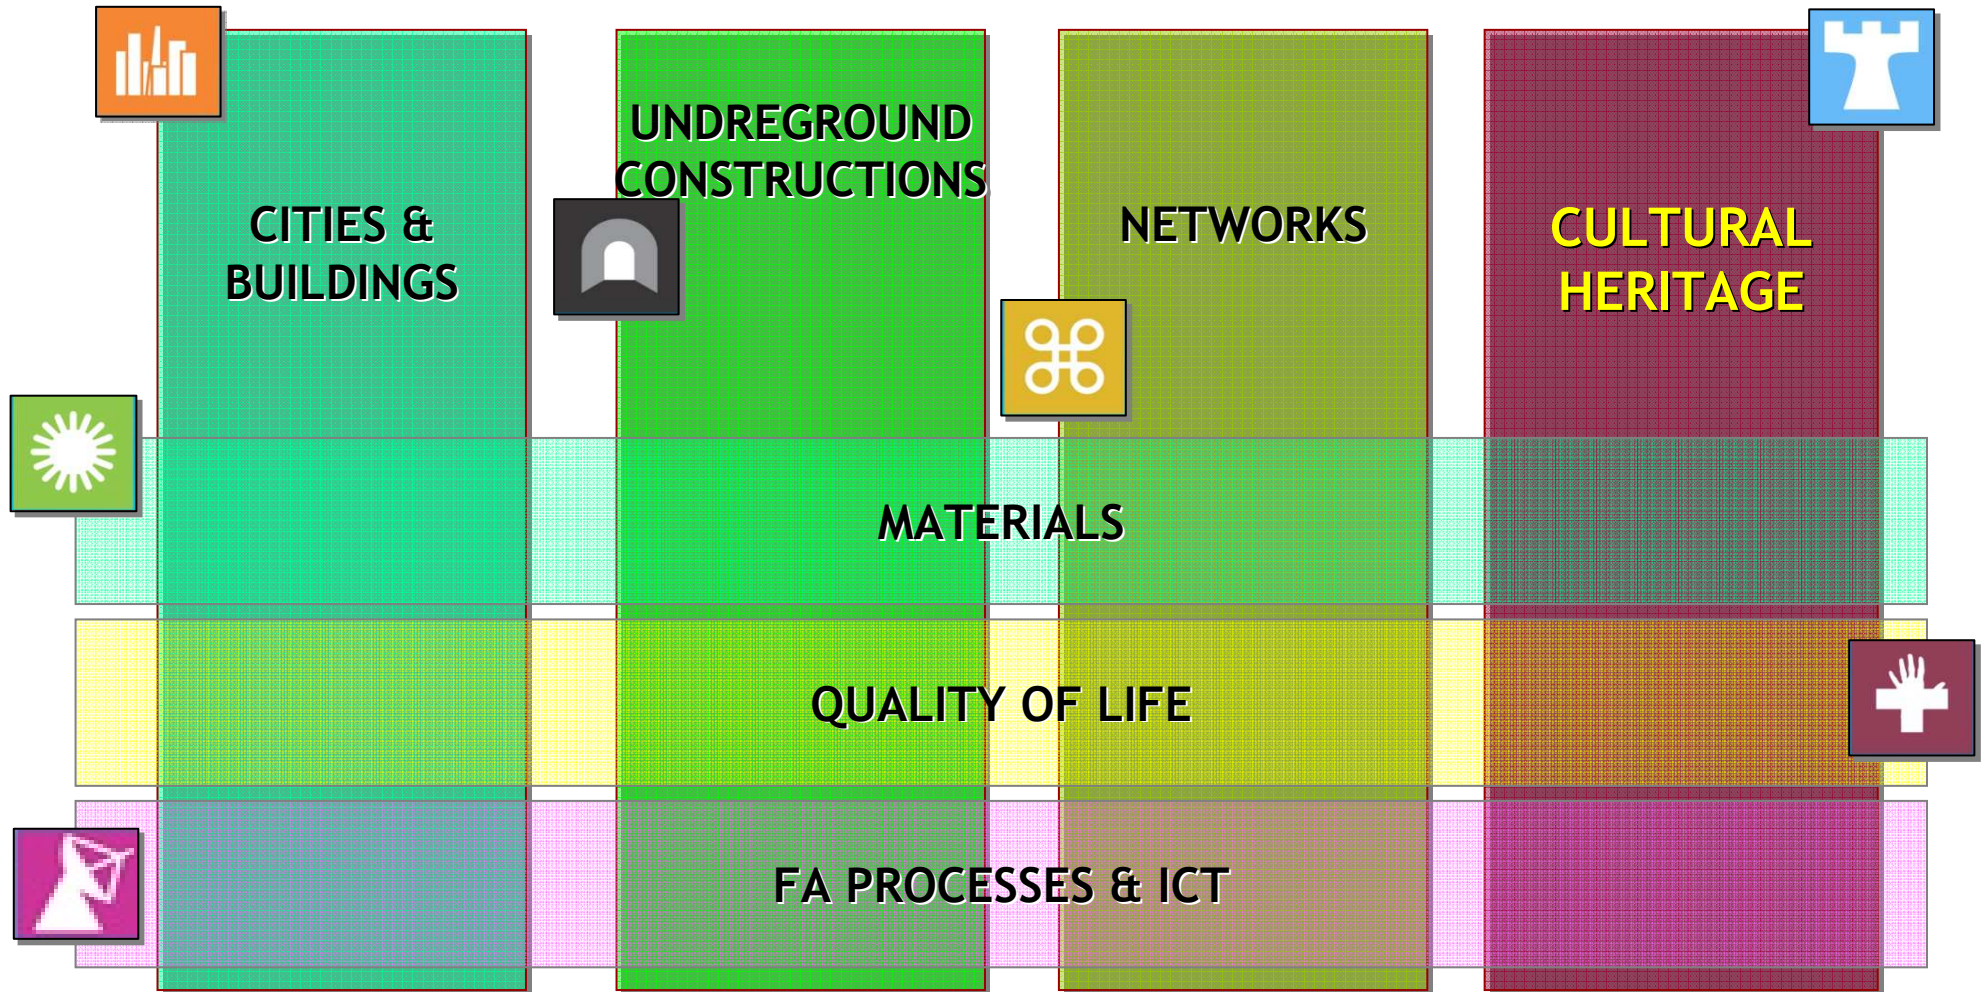 CITIES &
BUILDINGS
UNDREGROUND
CONSTRUCTIONS
NETWORKS
CULTURAL
HERITAGE
MATERIALS
QUALITY OF LIFE
FA PROCESSES & ICT